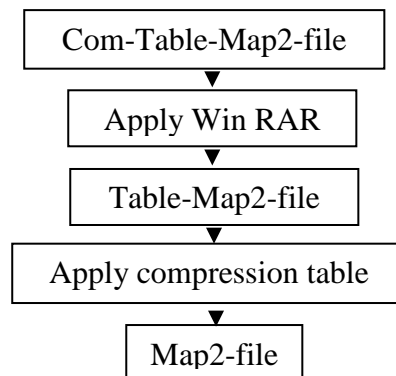 Com-Table-Map2-file
Apply Win RAR
Table-Map2-file
Apply compression table
Map2-file